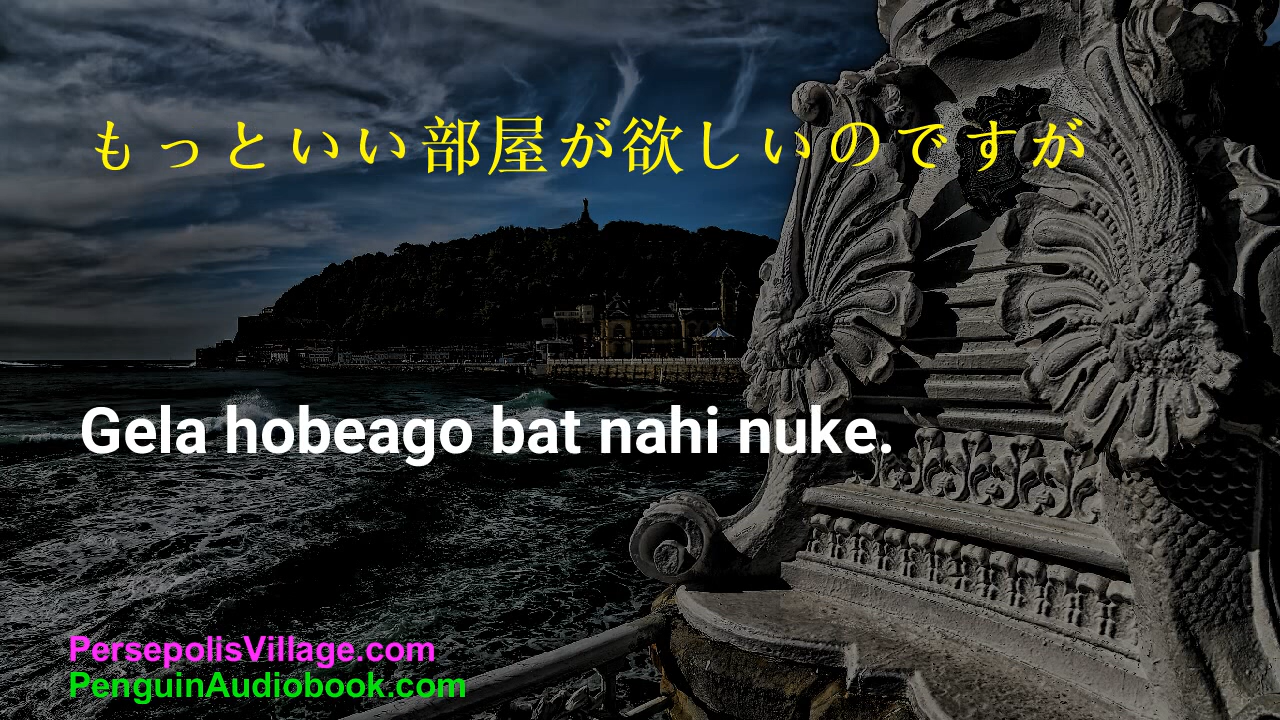 もっといい部屋が欲しいのですが
Gela hobeago bat nahi nuke.
PersepolisVillage.com
PenguinAudiobook.com